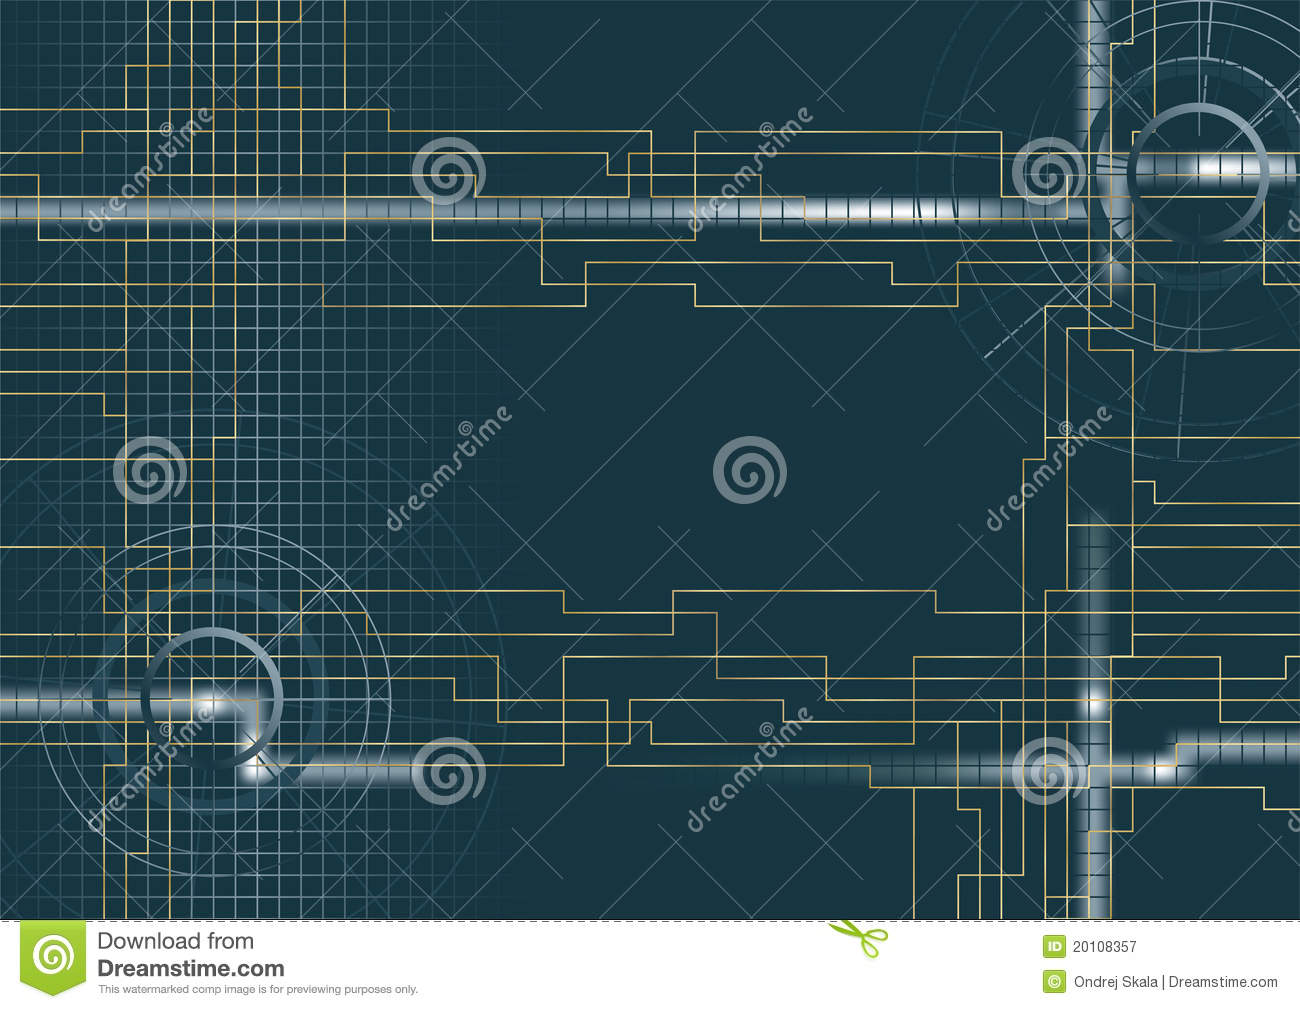 dreamstime
dreamstime
dreamstime
dreamstime
dreamstime
dreamstime
Download from
Dreamstime.com
This watermarked comp image is for previewing purposes only.
ID 20108357
© Ondrej Skala | Dreamstime.com